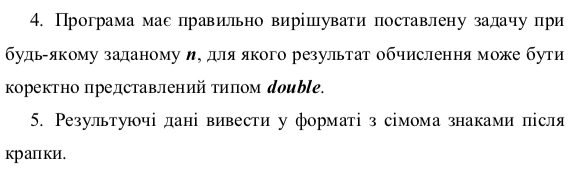 4. Програма має правильно вирішувати поставлену задачу при
будь-якому заданому n, для якого результат обчислення може бути
коректно представлений типом double.
5. Результуючі дані вивести у форматі з сімома знаками після
крапки.